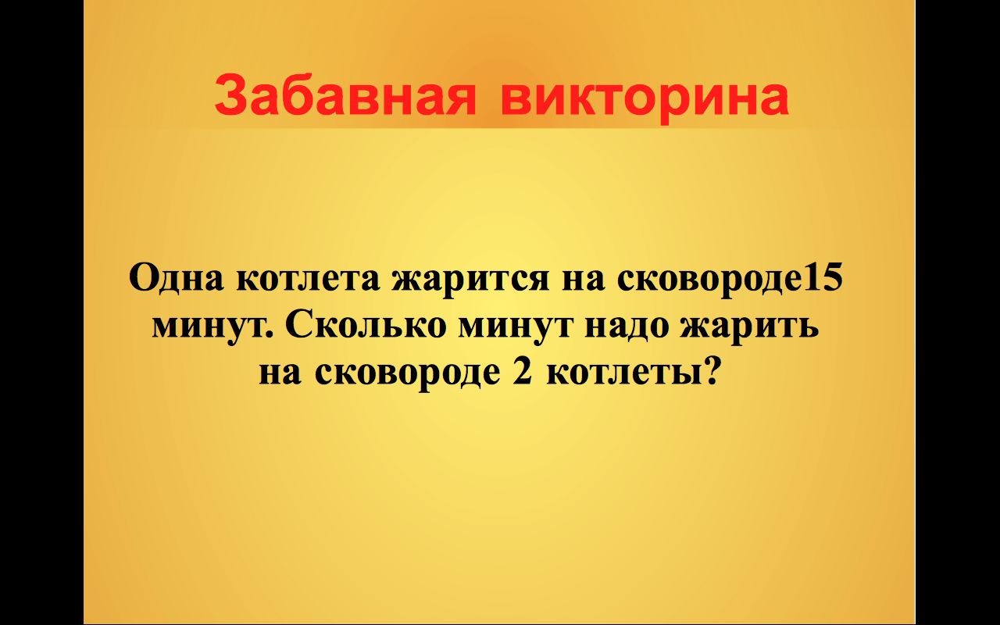 Забавная викторина
Одна котлета жарится на сковороде15
минут. Сколько минут надо жарить
на сковороде 2 котлеты?